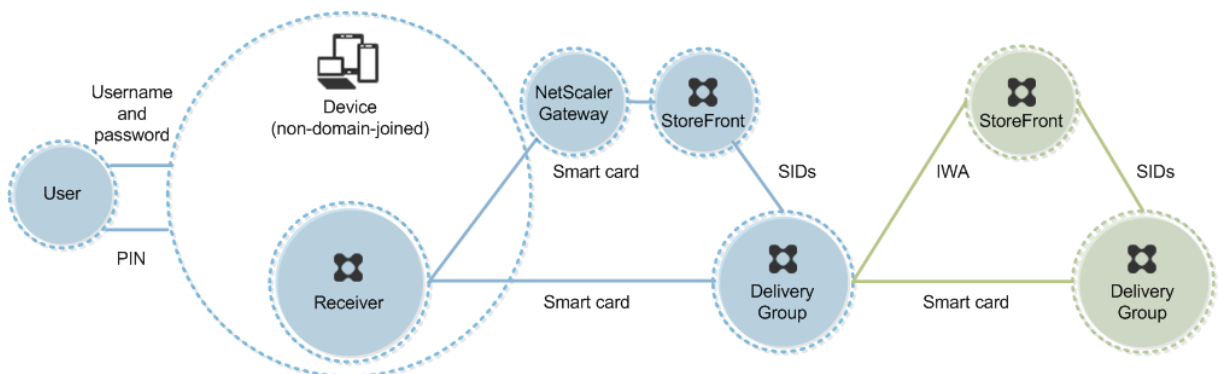 Username
and
password
User
PIN
Device
(non-domain-joined)
Receiver
NetScaler
Gateway
StoreFront
Smart card
SIDs
Smart card
Delivery
Group
StoreFront
IWA
SIDs
Smart card
Delivery
Group